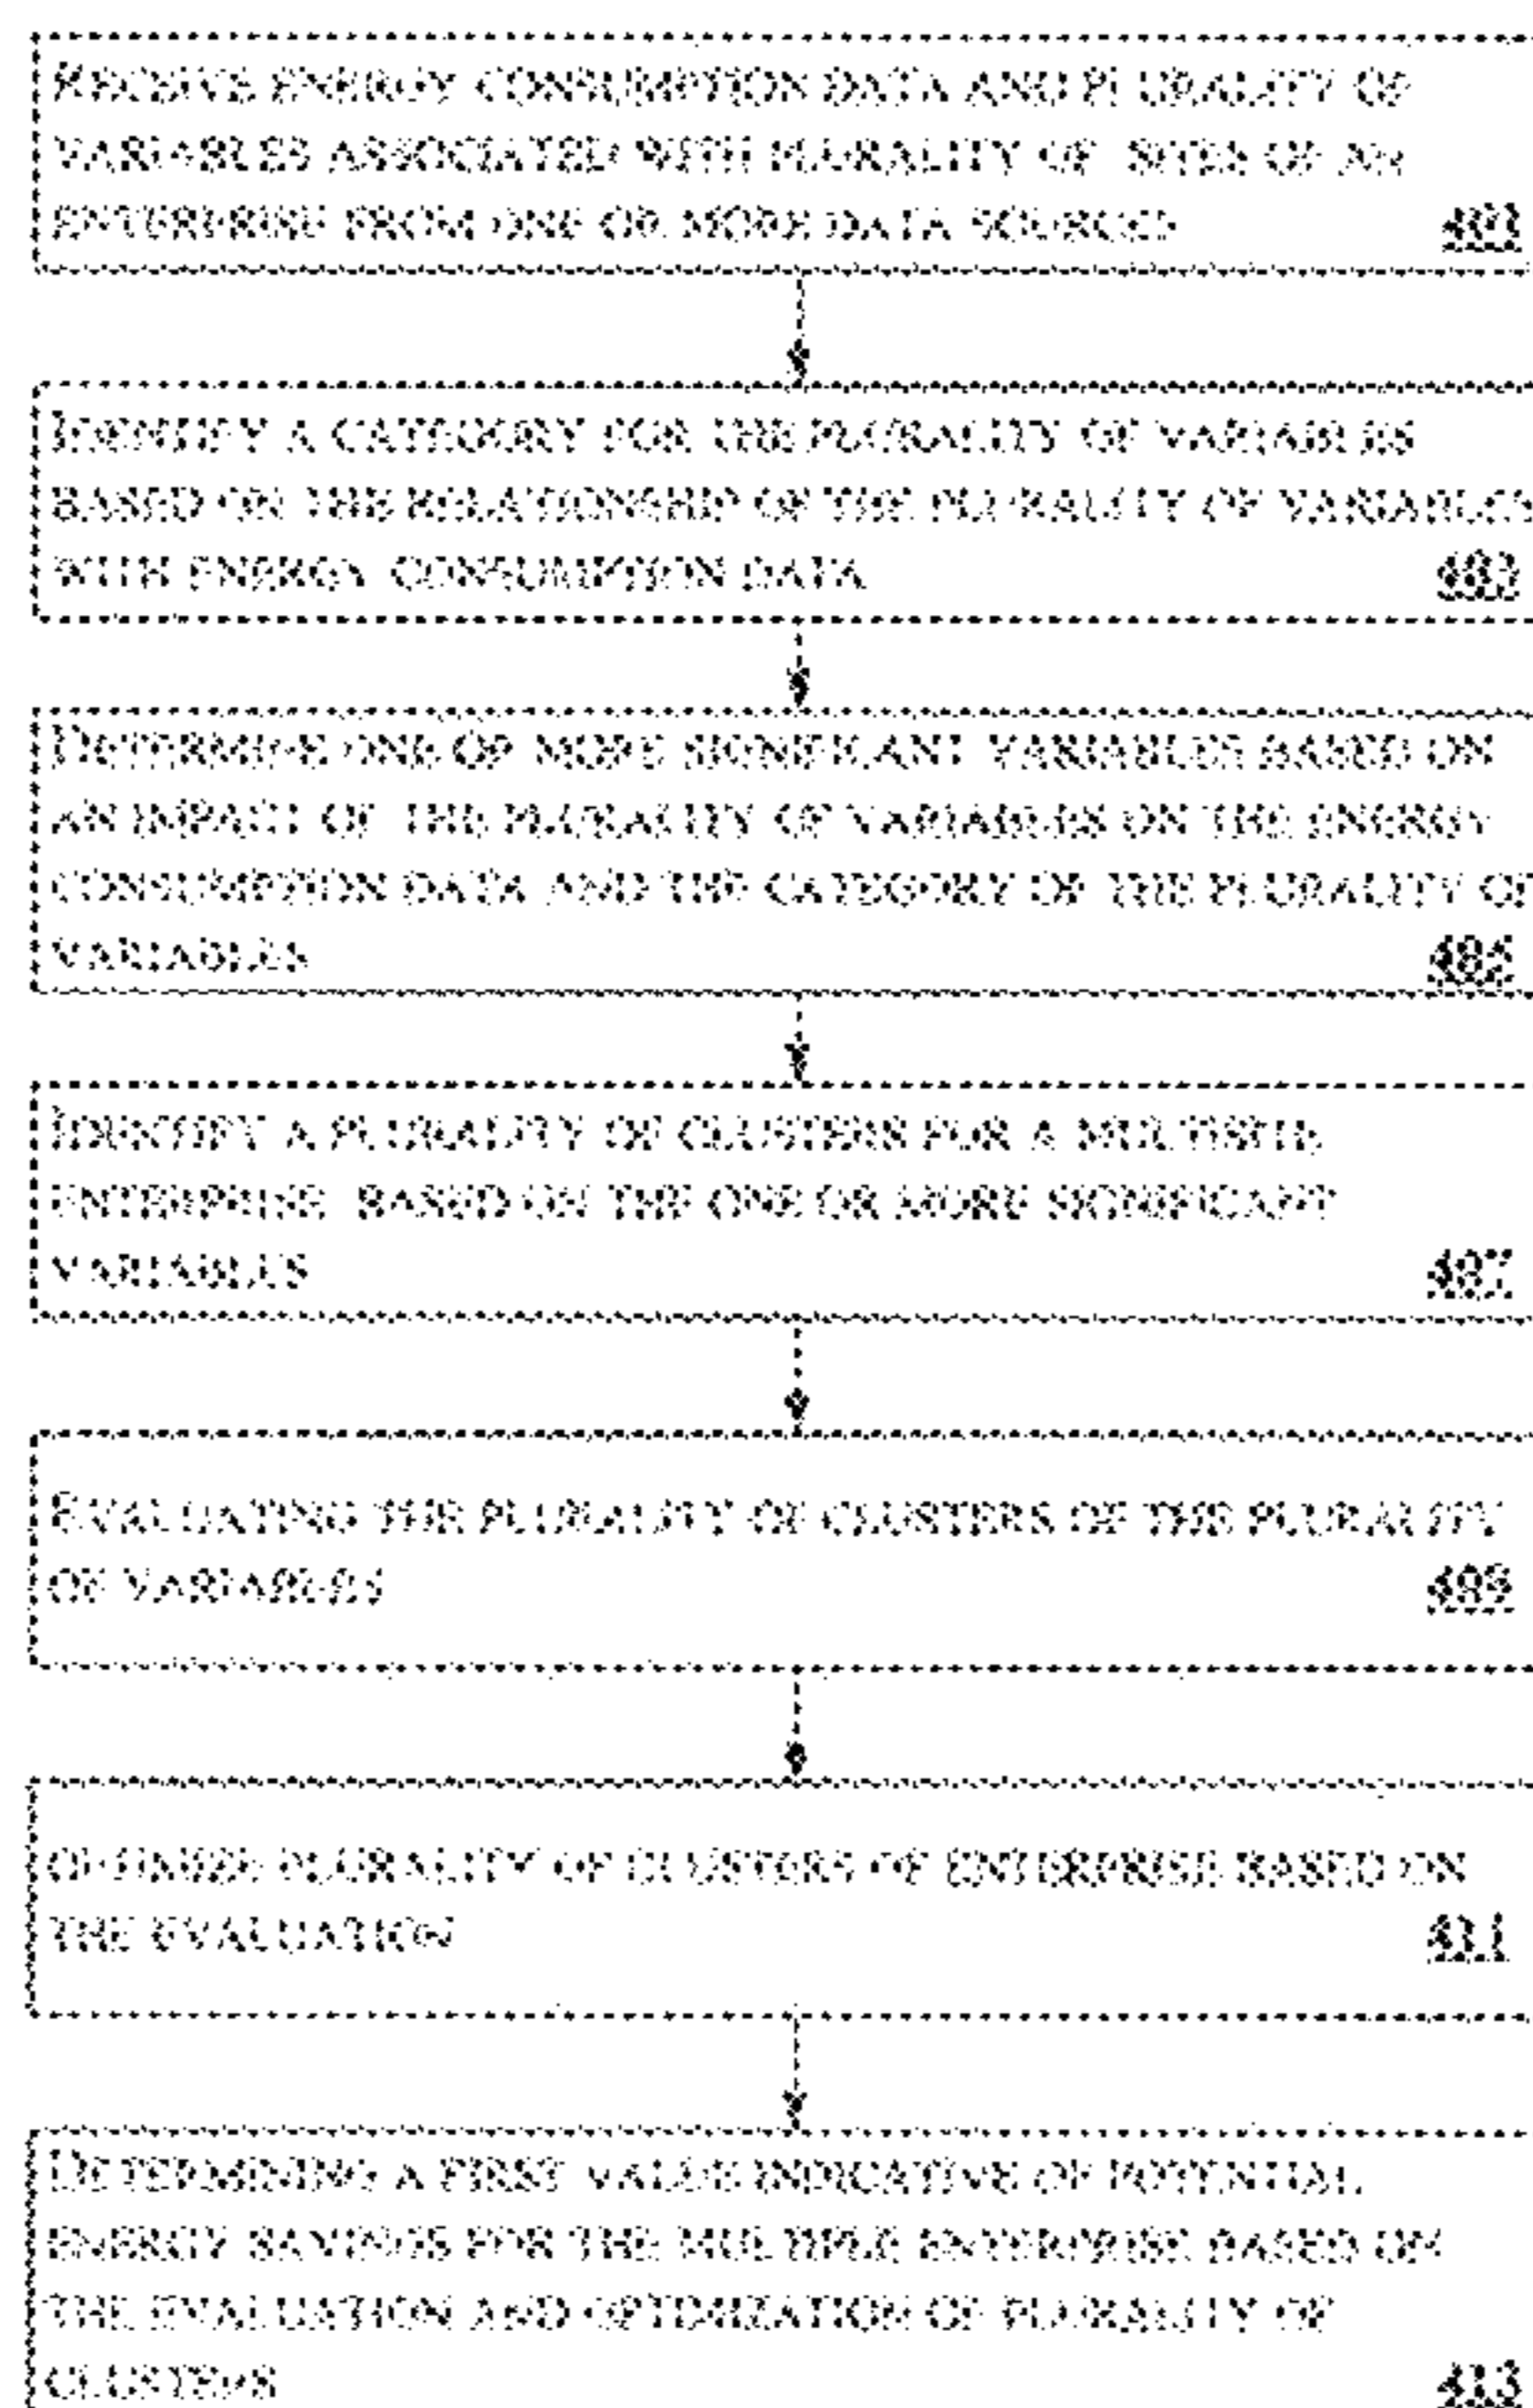 RECEIVE ENERGY CONSUMPTION DATA AND PLURALITY OF
VARIABLES ASSOCIATED WITH PLURALITY OF SITES OF AN
ENTERPRISE FROM ONE OR MORE DATA SOURCES
IDENTIFY A CATEGORY FOR THE PLURALITY OF VARIABLES
BASED ON THE RELATIONSHIP OF THE PLURALITY OF VARIABLES
WITH ENERGY CONSUMPTION DATA 403
DETERMINE ONE OR MORE SIGNIFICANT VARIABLES BASED ON
AN IMPACT OF THE PLURALITY OF VARIABLES ON THE ENERGY
CONSUMPTION DATA AND THE CATEGORY OF THE PLURALITY OF
VARIABLES 405
IDENTIFY A PLURALITY OF CLUSTERS FOR A MULTISITE
ENTERPRISE BASED ON THE ONE OR MORE SIGNIFICANT
VARIABLES 407
EVALUATING THE PLURALITY OF CLUSTERS OF THE PLURALITY
OF VARIABLES 409
OPTIMIZE PLURALITY OF CLUSTERS OF ENTERPRISE BASED ON
THE EVALUATION 411
DETERMINING A FIRST VALUE INDICATIVE OF POTENTIAL
ENERGY SAVINGS FOR THE MULTIPLE ENTERPRISE BASED ON
THE EVALUATION AND OPTIMIZATION OF PLURALITY OF
CLUSTERS 413